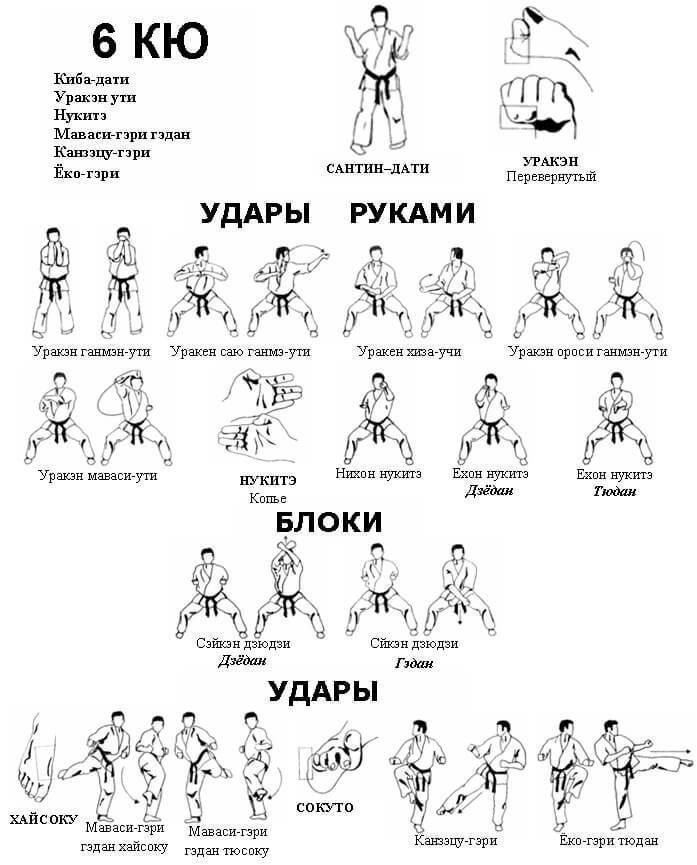 6 КЮ
Киба-дати
Уракэн ути
Нукитэ
Маваси-гэри гэдан
Канзэцу-гэри
Ёко-гэри
САНТИН–ДАТИ
УРАКЭН
Перевернутый
УДАРЫ РУКАМИ
Уракэн ганмэн-ути
Уракен саю ганмэ-ути
Уракен хиза-учи
Уракэн ороси ганмэн-ути
Уракэн маваси-ути
НУКИТЭ
Копье
Нихон нукитэ
Ехон нукитэ
Дзёдан
Ехон нукитэ
Тюдан
БЛОКИ
Сэйкэн дзюдзи
Дзёдан
Сйкэн дзюдзи
Гэдан
УДАРЫ
ХАЙСОКУ
Маваси-гэри
гэдан хайсоку
Маваси-гэри
гэдан тюсоку
СОКУТО
Канзэцу-гэри
Ёко-гэри тюдан